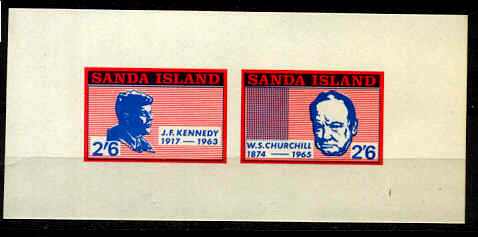 SANDA ISLAND
J.F. KENNEDY
1917 — 1963
2/6
SANDA ISLAND
W.S. CHURCHILL
1874 — 1965
2/6